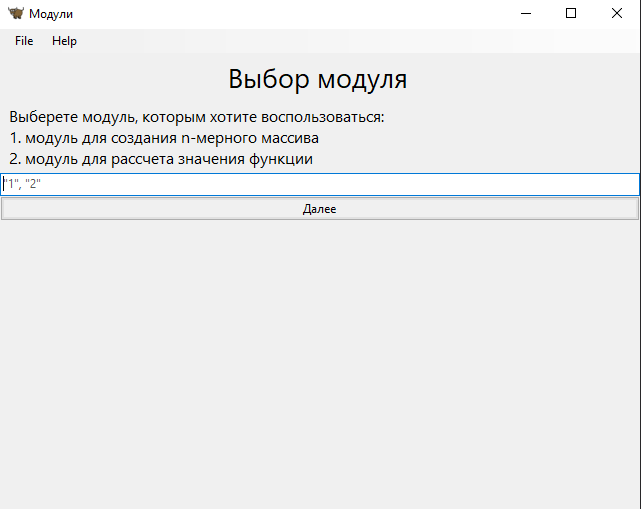 Модули
File Help
Выбор модуля
Выберете модуль, которым хотите воспользоваться:
1. модуль для создания n-мерного массива
2. модуль для рассчета значения функции
"1", "2"
Далее